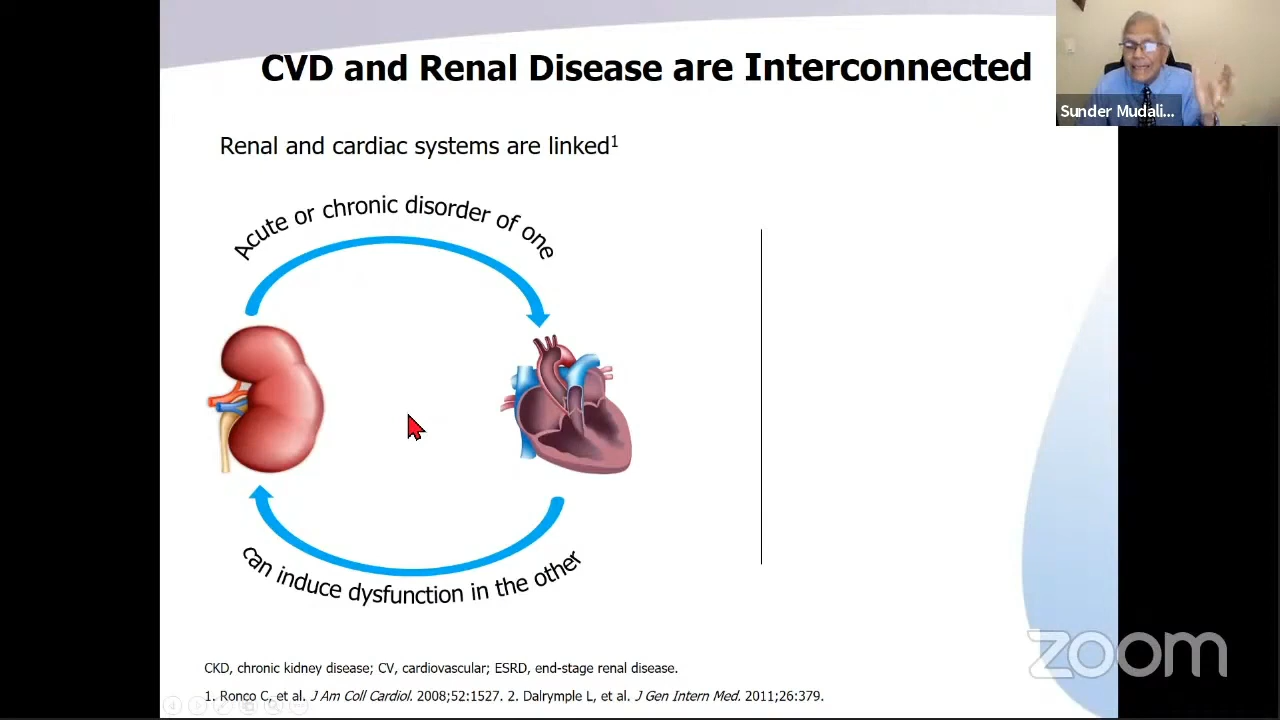 CVD and Renal Disease are Interconnected
Sunder Mudali...
Renal and cardiac systems are linked1
Acute or chronic disorder of one
can induce dysfunction in the other
CKD, chronic kidney disease; CV, cardiovascular; ESRD, end-stage renal disease.
1. Ronco C, et al. J Am Coll Cardiol. 2008;52:1527. 2. Dalrymple L, et al. J Gen Intern Med. 2011;26:379.
zoom